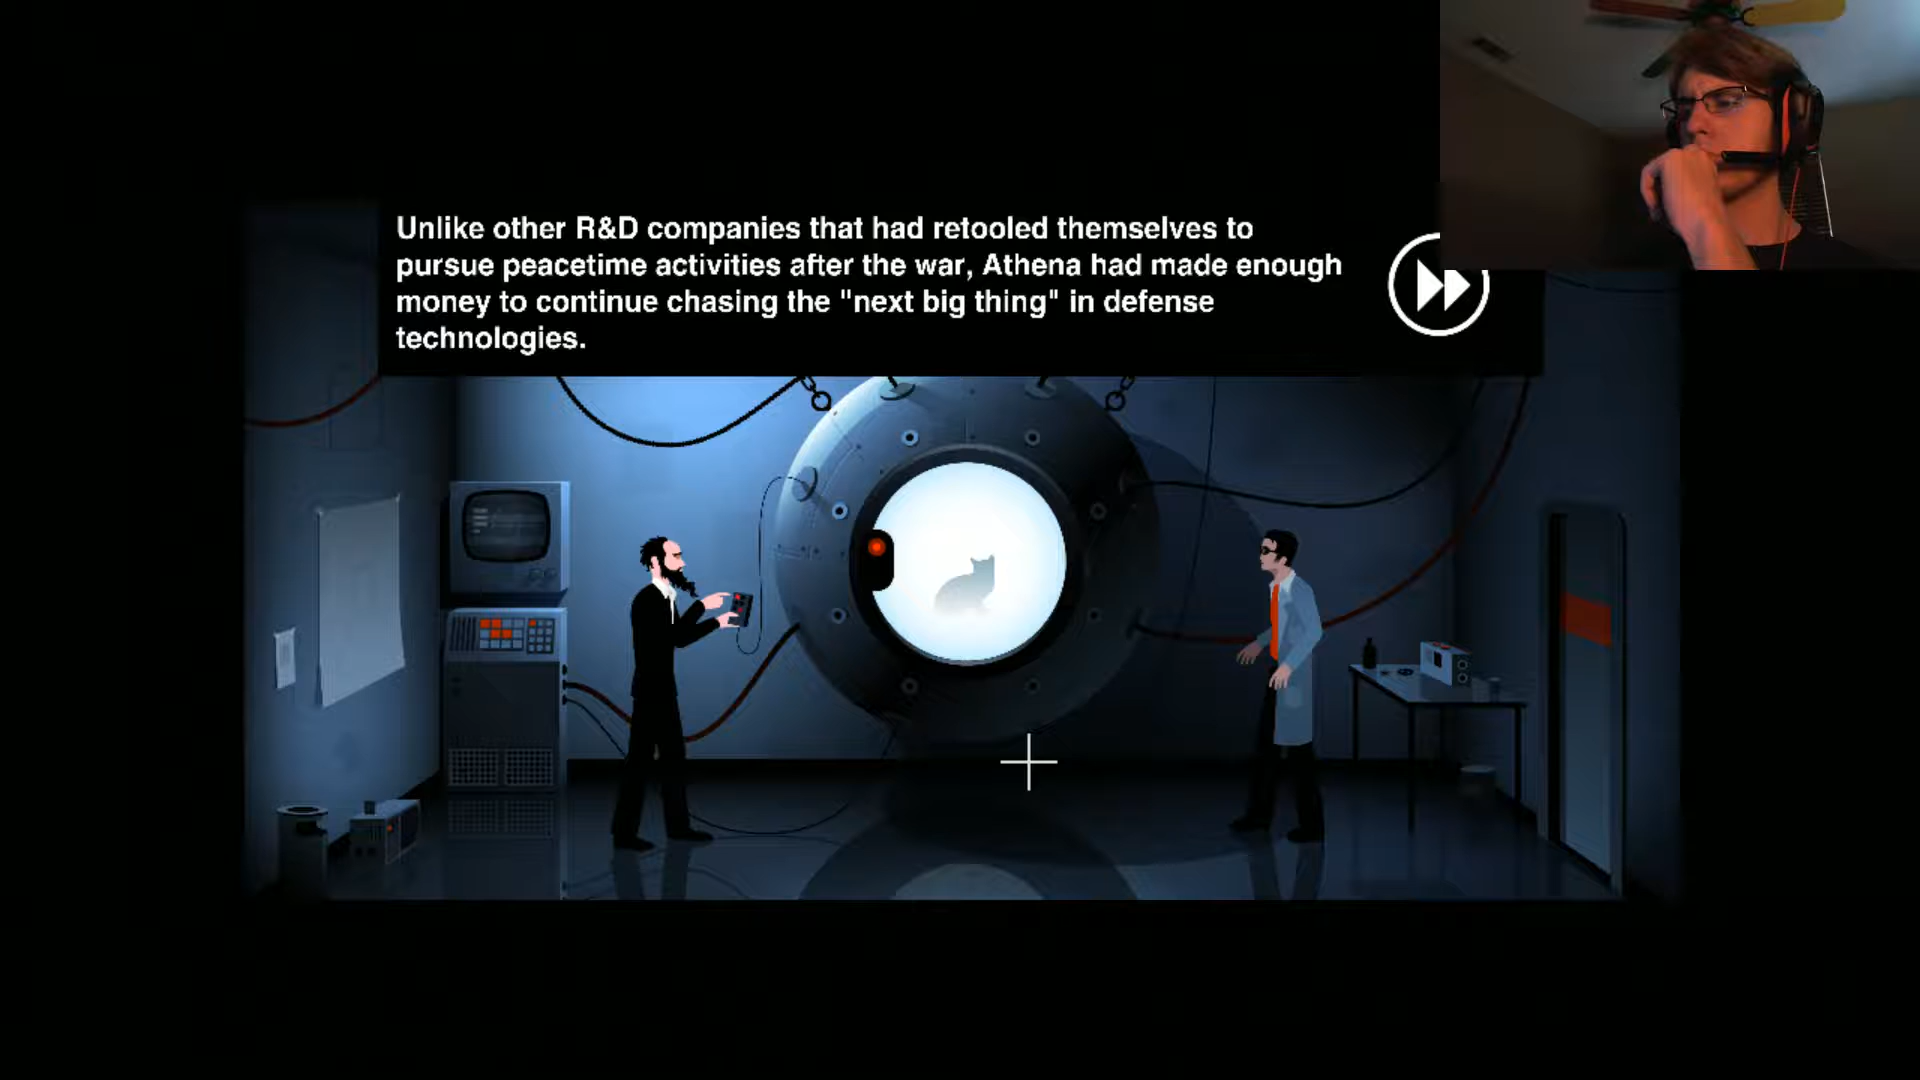 Unlike other R&D companies that had retooled themselves to
pursue peacetime activities after the war, Athena had made enough
money to continue chasing the "next big thing" in defense
technologies.